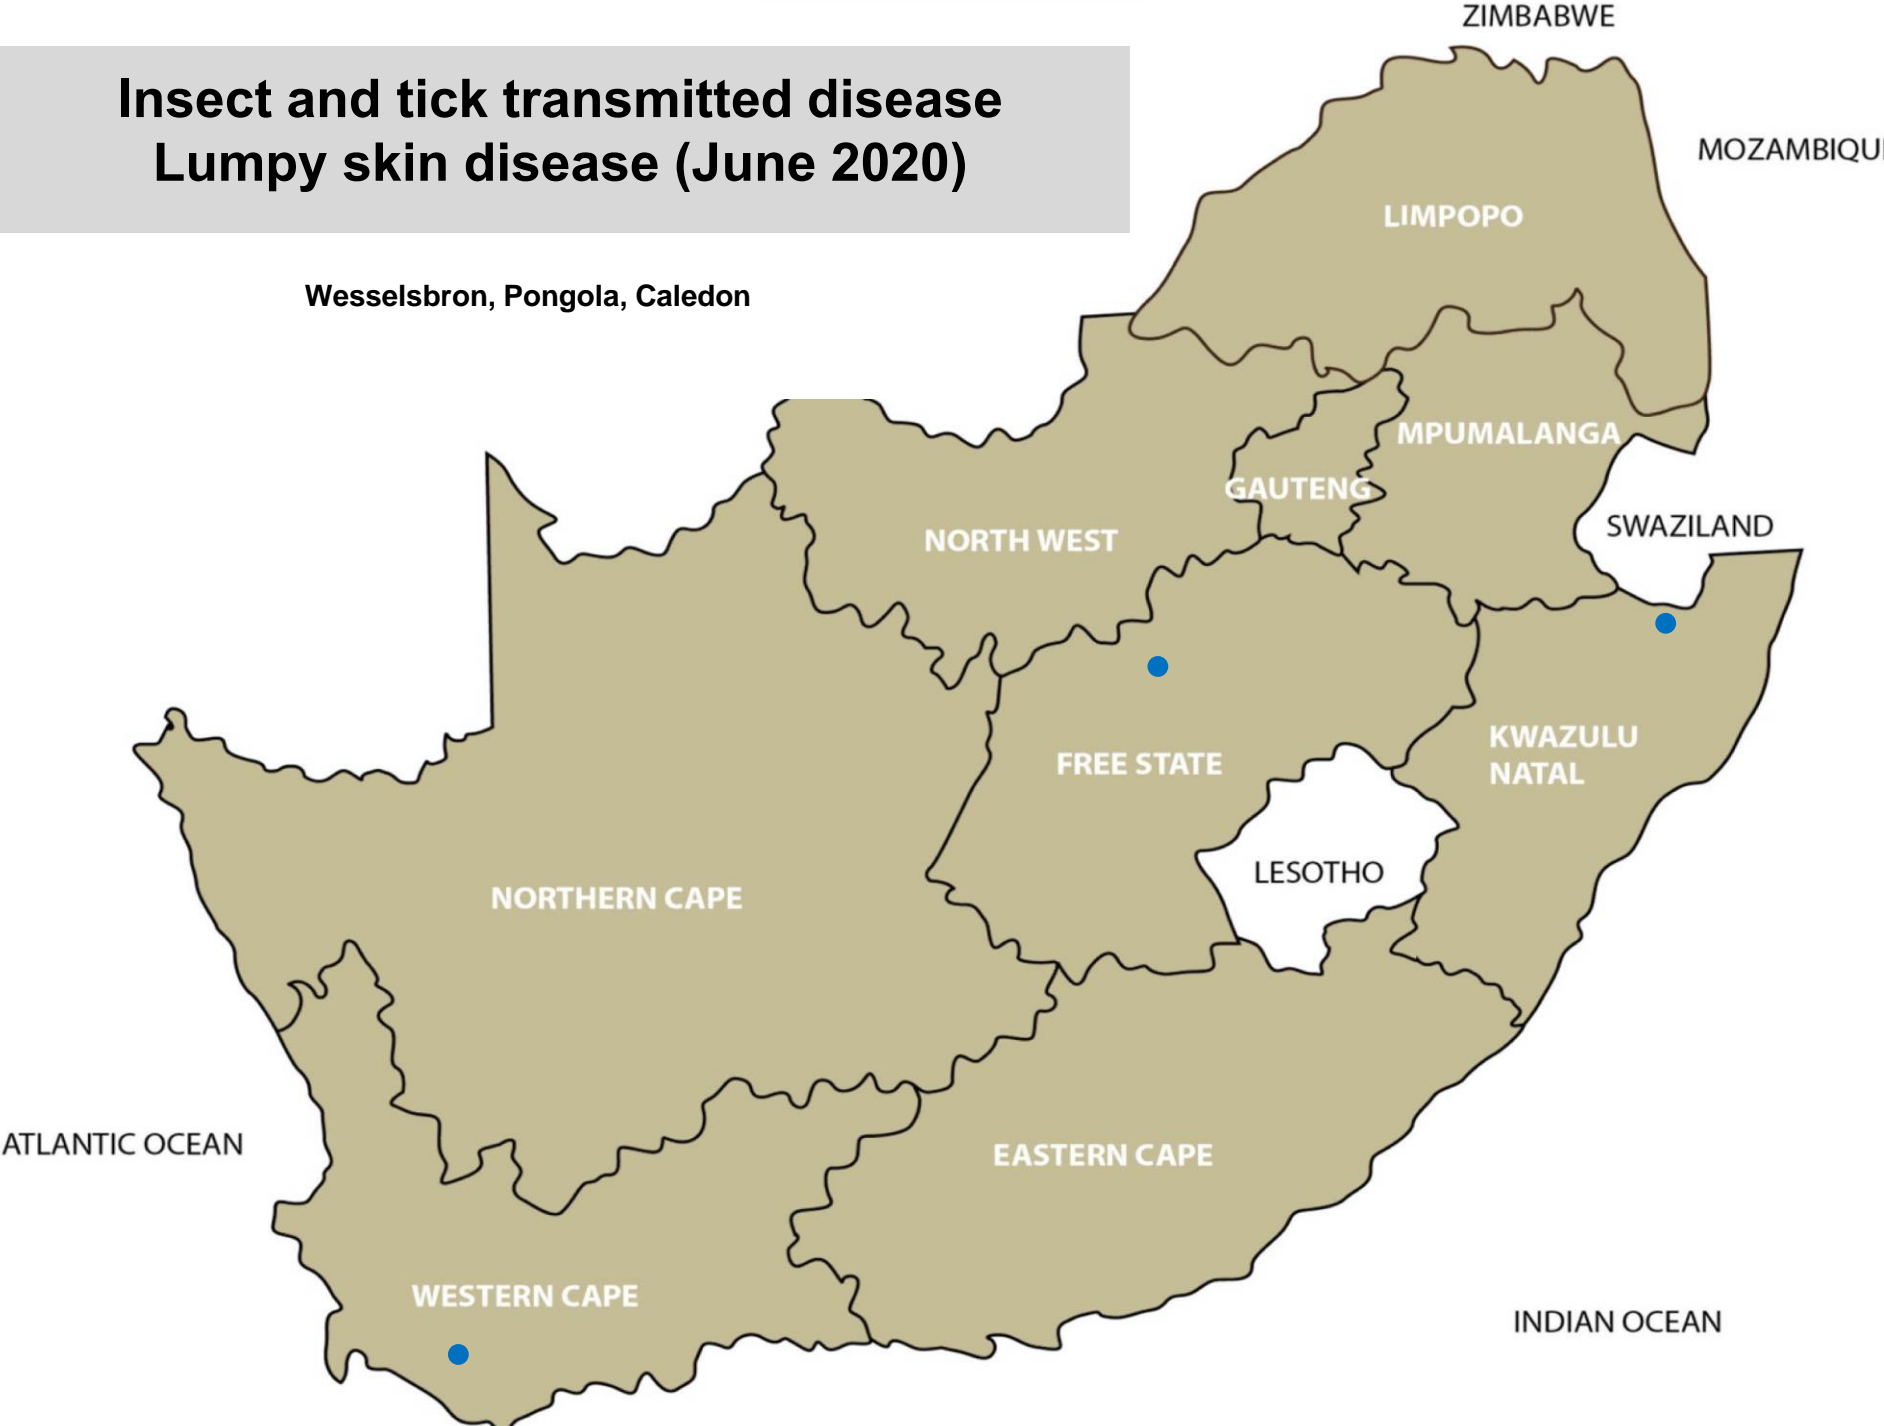 ZIMBABWE
Insect and tick transmitted disease
Lumpy skin disease (June 2020)
MOZAMBIQU
LIMPOPO
Wesselsbron, Pongola, Caledon
MPUMALANGA
GAUTENG
SWAZILAND
NORTH WEST
KWAZULU
NATAL
FREE STATE
LESOTHO
NORTHERN CAPE
ATLANTIC OCEAN
EASTERN CAPE
WESTERN CAPE
INDIAN OCEAN